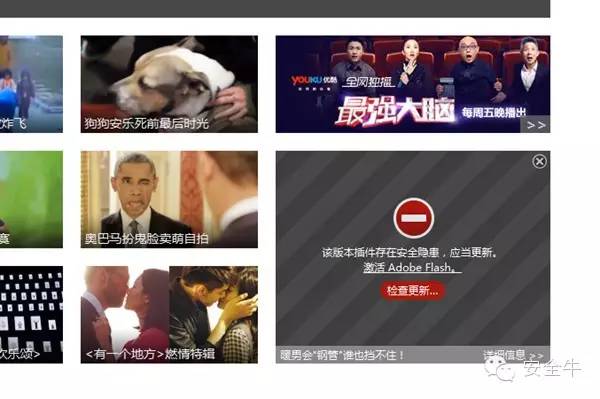 炸飞
狗狗安乐死前最后时光
YOUKU 优酷
全网独播
最强大脑
每周五晚播出
>>
奥巴马扮鬼脸卖萌自拍
该版本插件存在安全隐患，应当更新。
激活 Adobe Flash。
检查更新...
欢乐颂>
<有一个地方>燃情特辑
暖男会"钢管"谁也挡不住！
详细信息 >>
安全牛